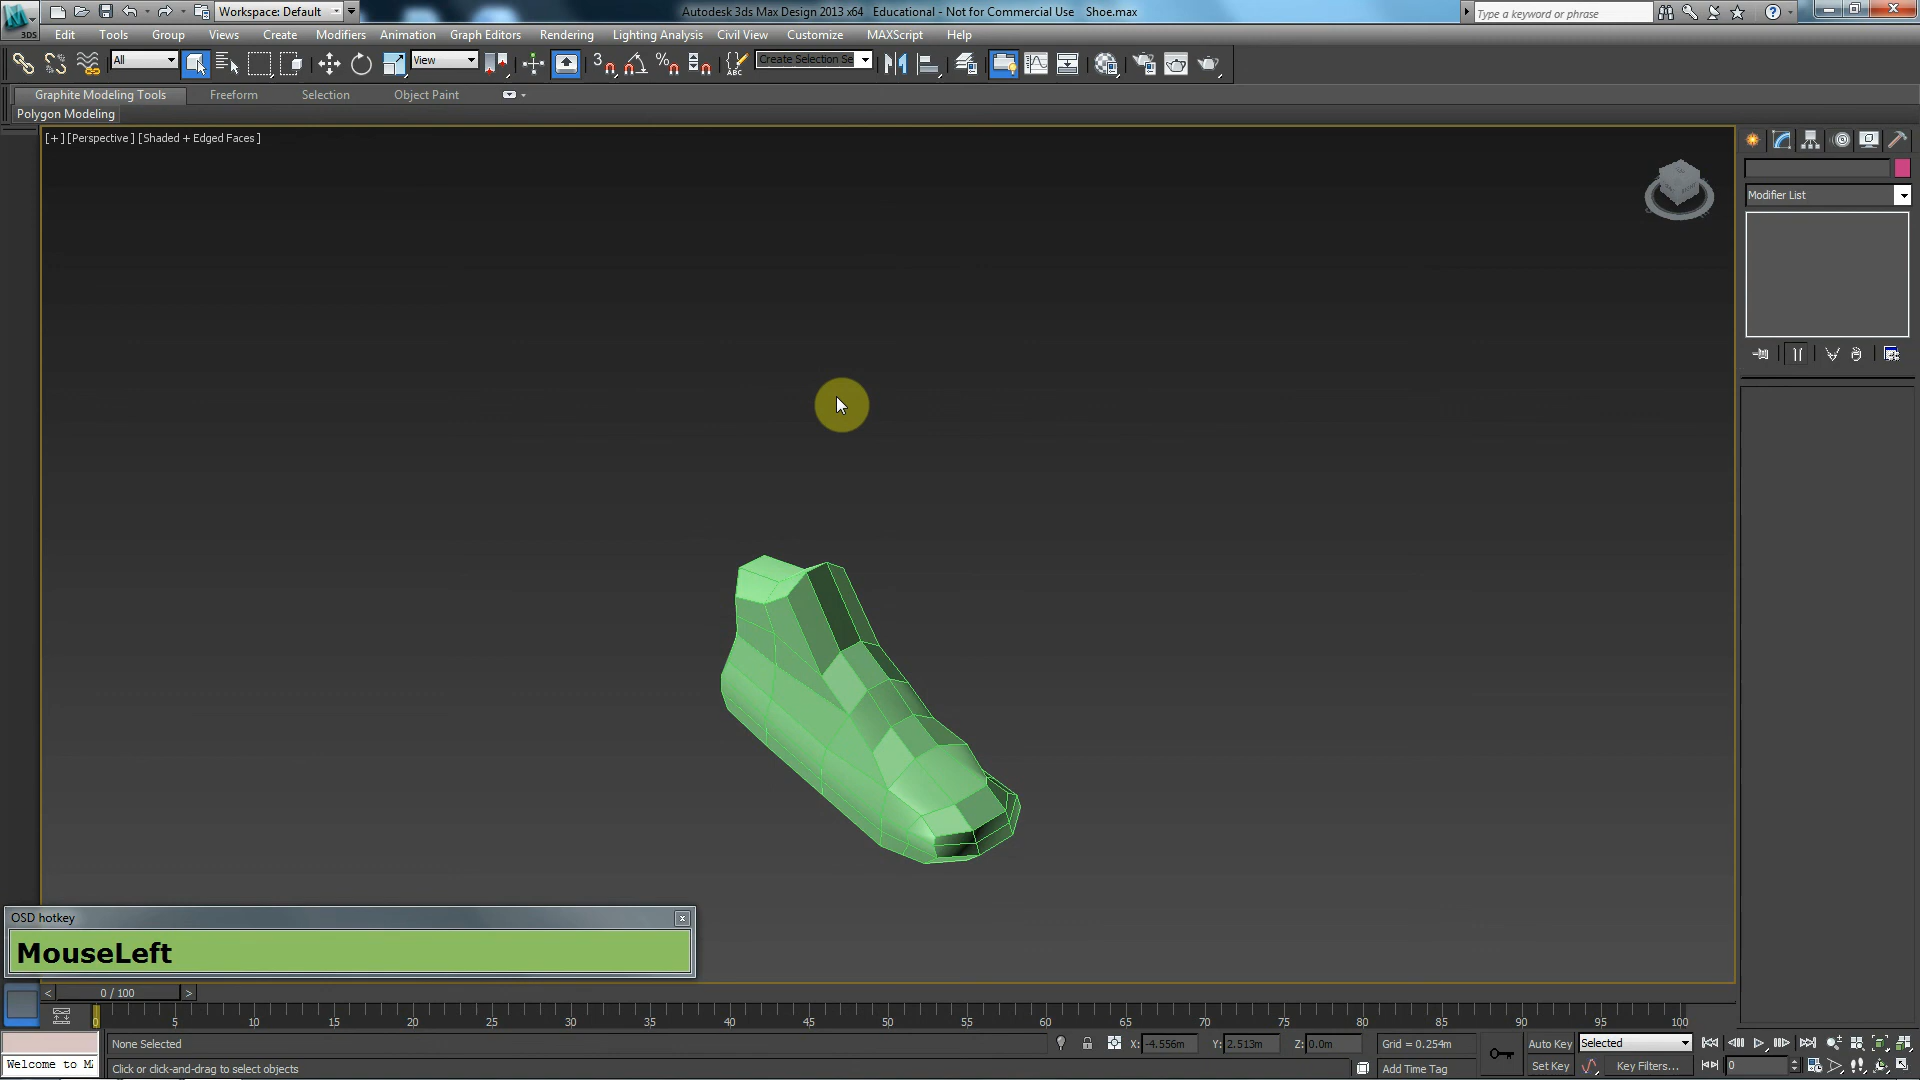 Workspace: Default
Autodesk 3ds Max Design 2013 x64 Educational - Not for Commercial Use Shoe.max
Type a keyword or phrase
3DS
Edit Tools Group Views Create Modifiers Animation Graph Editors Rendering Lighting Analysis Civil View Customize MAXScript Help
All View 3 ABC Create Selection Se
Graphite Modeling Tools Freeform Selection Object Paint
Polygon Modeling
[+] [Perspective] [Shaded + Edged Faces]
Modifier List
OSD hotkey
MouseLeft
< 0 / 100 >
0 5 10 15 20 25 30 35 40 45 50 55 60 65 70 75 80 85 90 95 100
None Selected X: -4.556m Y: 2.513m Z: 0.0m Grid = 0.254m Auto Key Selected
Welcome to M
Click or click-and-drag to select objects Add Time Tag Set Key Key Filters... 0